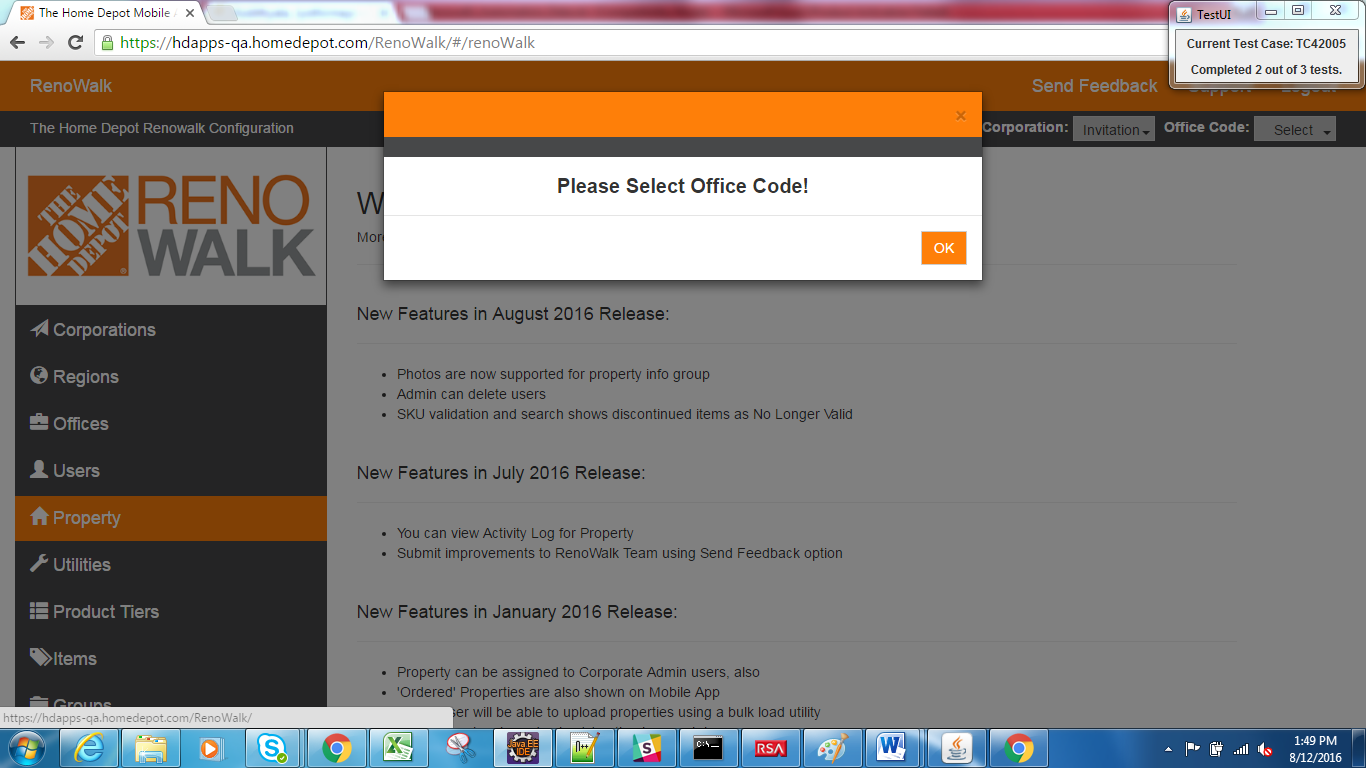 The Home Depot Mobile
TestUI
Current Test Case: TC42005
Completed 2 out of 3 tests.
https://hdapps-qa.homedepot.com/RenoWalk/#/renoWalk
RenoWalk
Send Feedback
Support
Logout
The Home Depot Renowalk Configuration
Corporation:
Invitation
Office Code:
Select
×
Please Select Office Code!
OK
THE HOME DEPOT
RENO
WALK
W
More
Corporations
Regions
Offices
Users
Property
Utilities
Product Tiers
Items
Groups
New Features in August 2016 Release:
• Photos are now supported for property info group
• Admin can delete users
• SKU validation and search shows discontinued items as No Longer Valid
New Features in July 2016 Release:
• You can view Activity Log for Property
• Submit improvements to RenoWalk Team using Send Feedback option
New Features in January 2016 Release:
• Property can be assigned to Corporate Admin users, also
• 'Ordered' Properties are also shown on Mobile App
ser will be able to upload properties using a bulk load utility
https://hdapps-qa.homedepot.com/RenoWalk/
Java EE
IDE
C:\
RSA
1:49 PM
8/12/2016